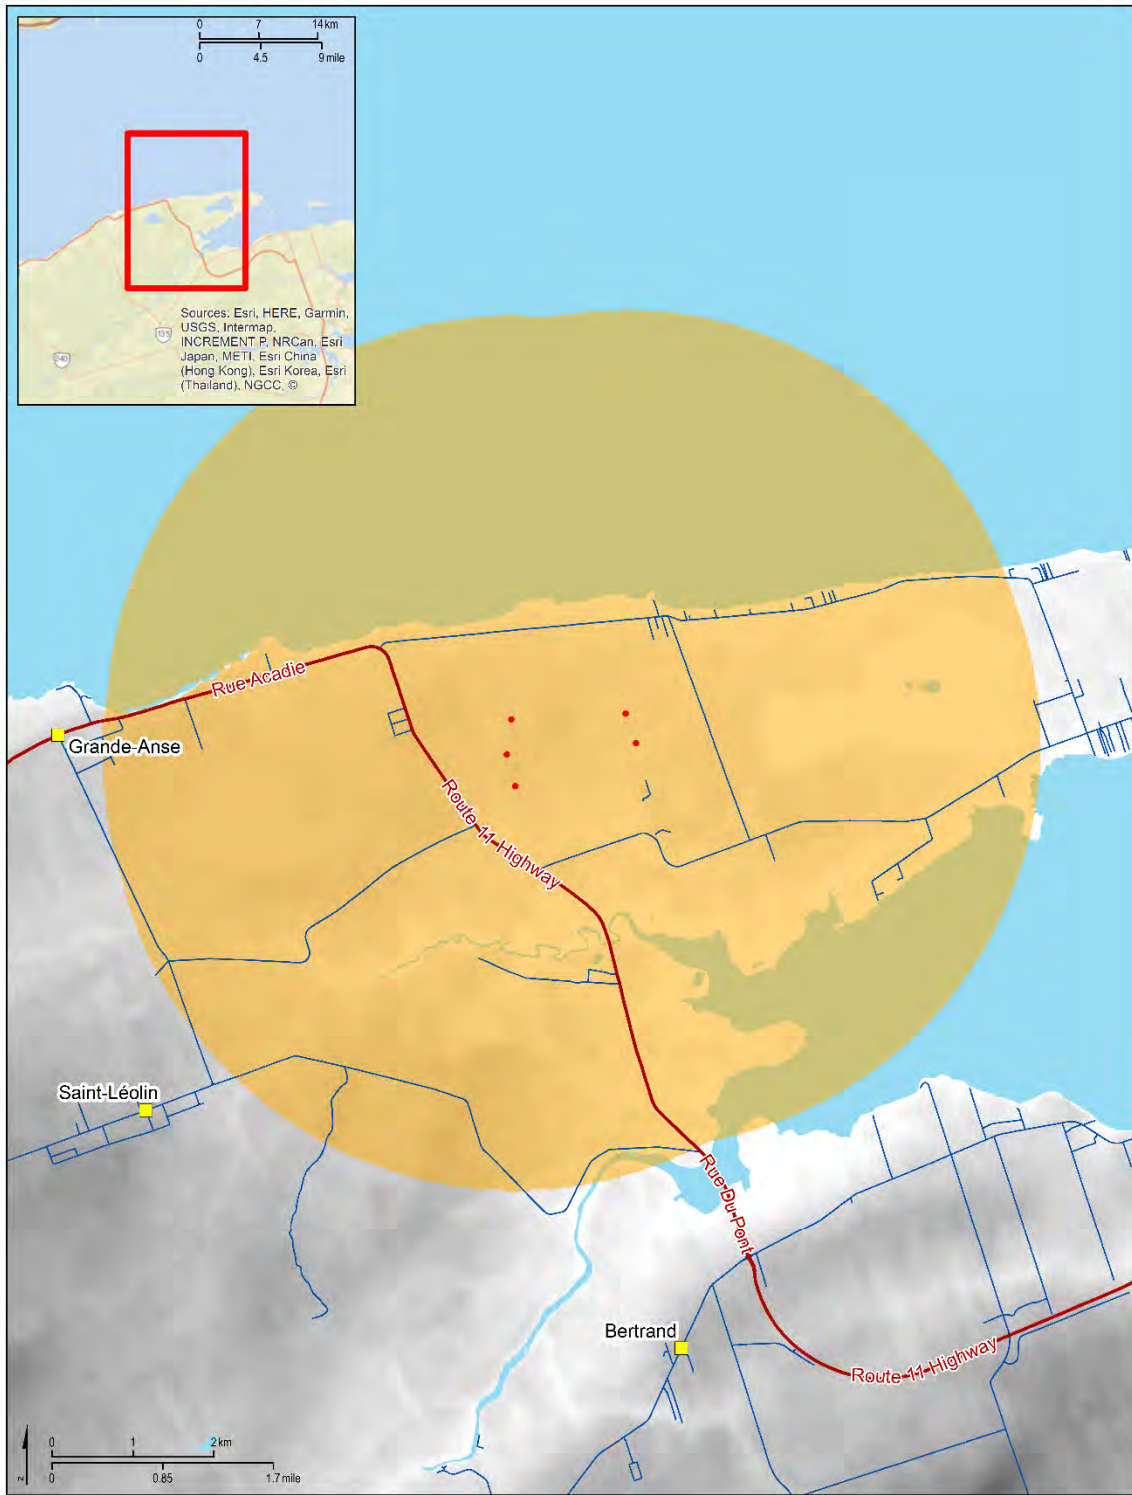 0 7 14 km
0 4.5 9 mile
Sources: Esri, HERE, Garmin,
USGS, Intermap,
INCREMENT P, NRCan, Esri
Japan, METI, Esri China
(Hong Kong), Esri Korea, Esri
(Thailand), NGCC, ©
135
340
Rue Acadie
Grande-Anse
Route 11 Highway
Saint-Léolin
Rue Du Pont
Bertrand
Route 11 Highway
0 1 2 km
0 0.85 1.7 mile
N